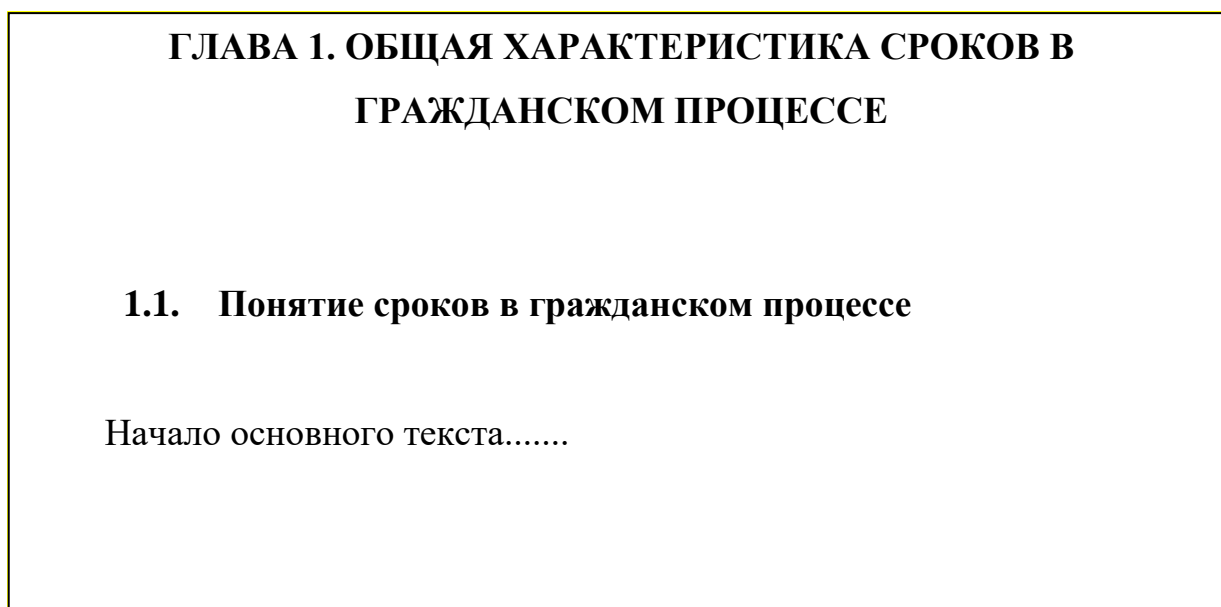 ГЛАВА 1. ОБЩАЯ ХАРАКТЕРИСТИКА СРОКОВ В
ГРАЖДАНСКОМ ПРОЦЕССЕ
1.1. Понятие сроков в гражданском процессе
Начало основного текста.......